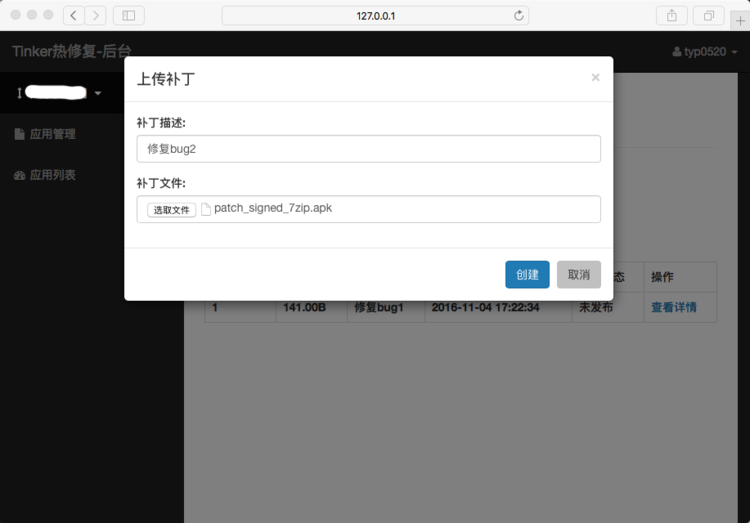 127.0.0.1
Tinker热修复-后台
typ0520
上传补丁
×
应用管理
应用列表
补丁描述:
修复bug2
补丁文件:
选取文件 patch_signed_7zip.apk
创建 取消
态 操作
1 141.00B 修复bug1 2016-11-04 17:22:34 未发布 查看详情